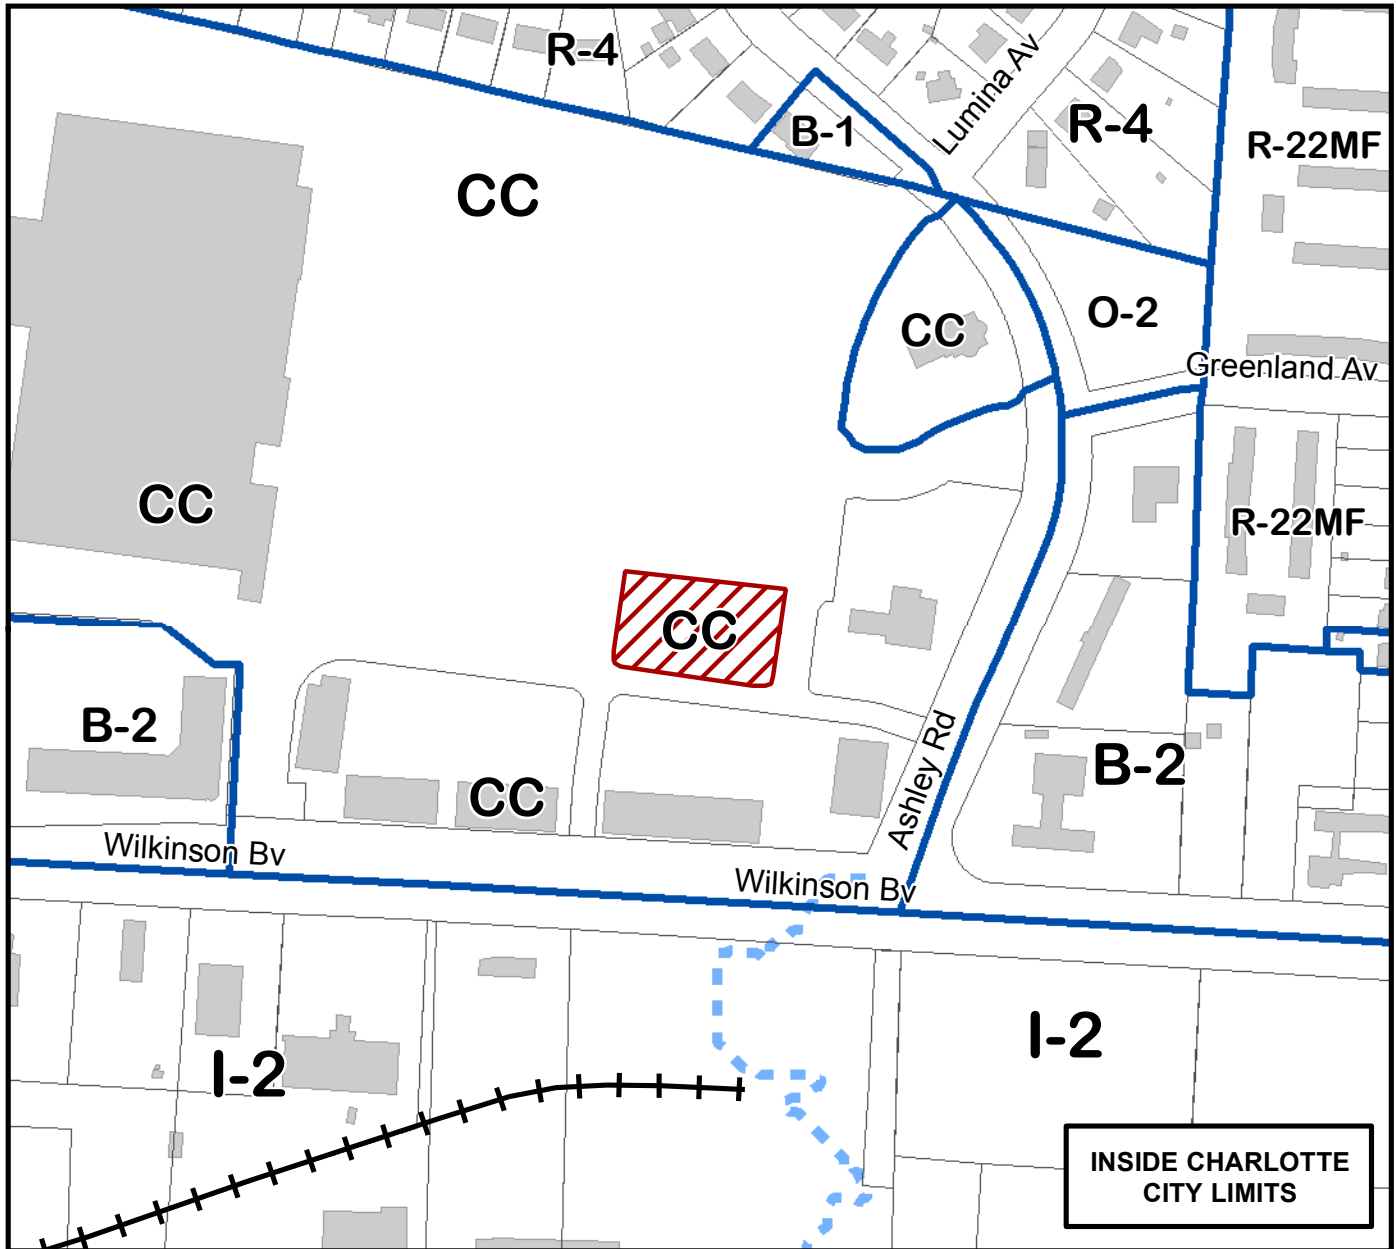 R-4
Lumina Av
B-1
R-4
R-22MF
CC
O-2
CC
Greenland Av
CC
R-22MF
CC
B-2
Ashley Rd
B-2
CC
Wilkinson Bv
Wilkinson Bv
I-2
I-2
INSIDE CHARLOTTE
CITY LIMITS